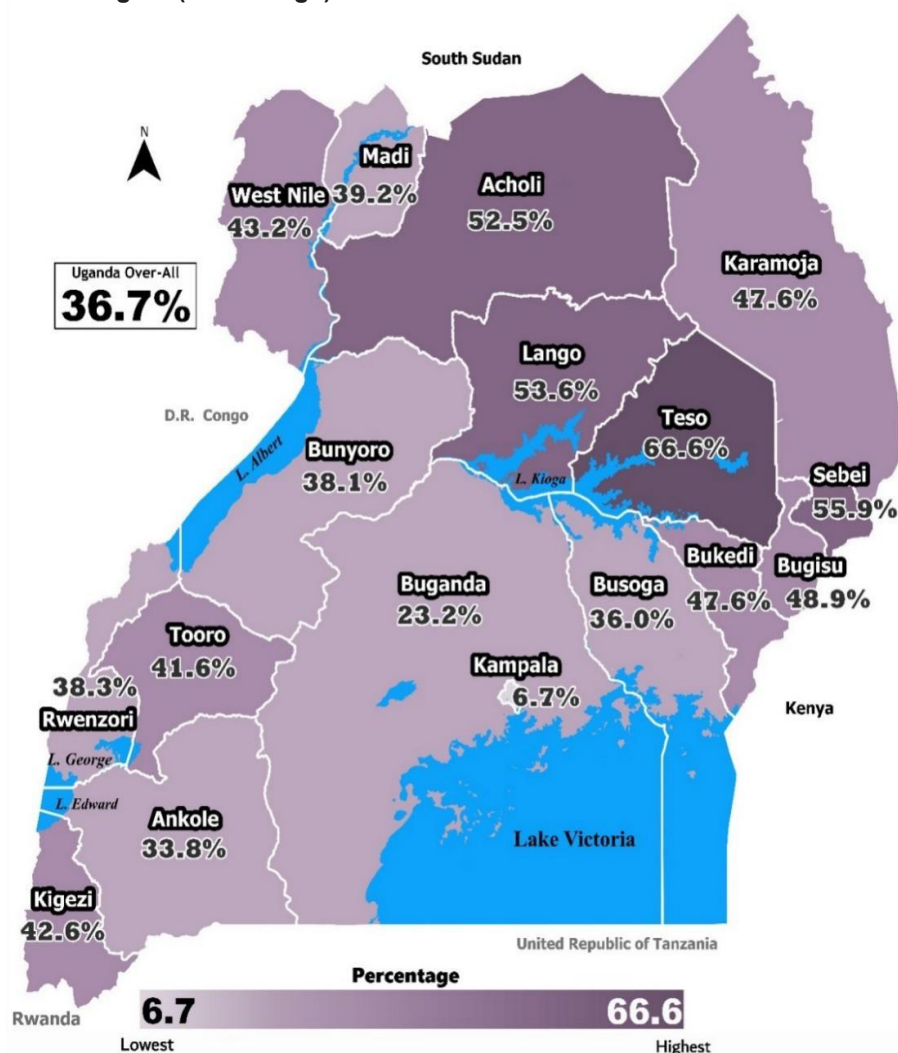 South Sudan
N
Madi
39.2%
West Nile
43.2%
Acholi
52.5%
Karamoja
47.6%
Uganda Over-All
36.7%
Lango
53.6%
Teso
66.6%
D.R. Congo
L. Albert
Bunyoro
38.1%
L. Kioga
Sebei
55.9%
Bukedi
47.6%
Bugisu
48.9%
Buganda
23.2%
Busoga
36.0%
Tooro
41.6%
Kampala
6.7%
38.3%
Rwenzori
Kenya
L. George
L. Edward
Ankole
33.8%
Lake Victoria
Kigezi
42.6%
United Republic of Tanzania
Percentage
6.7
66.6
Rwanda
Lowest
Highest